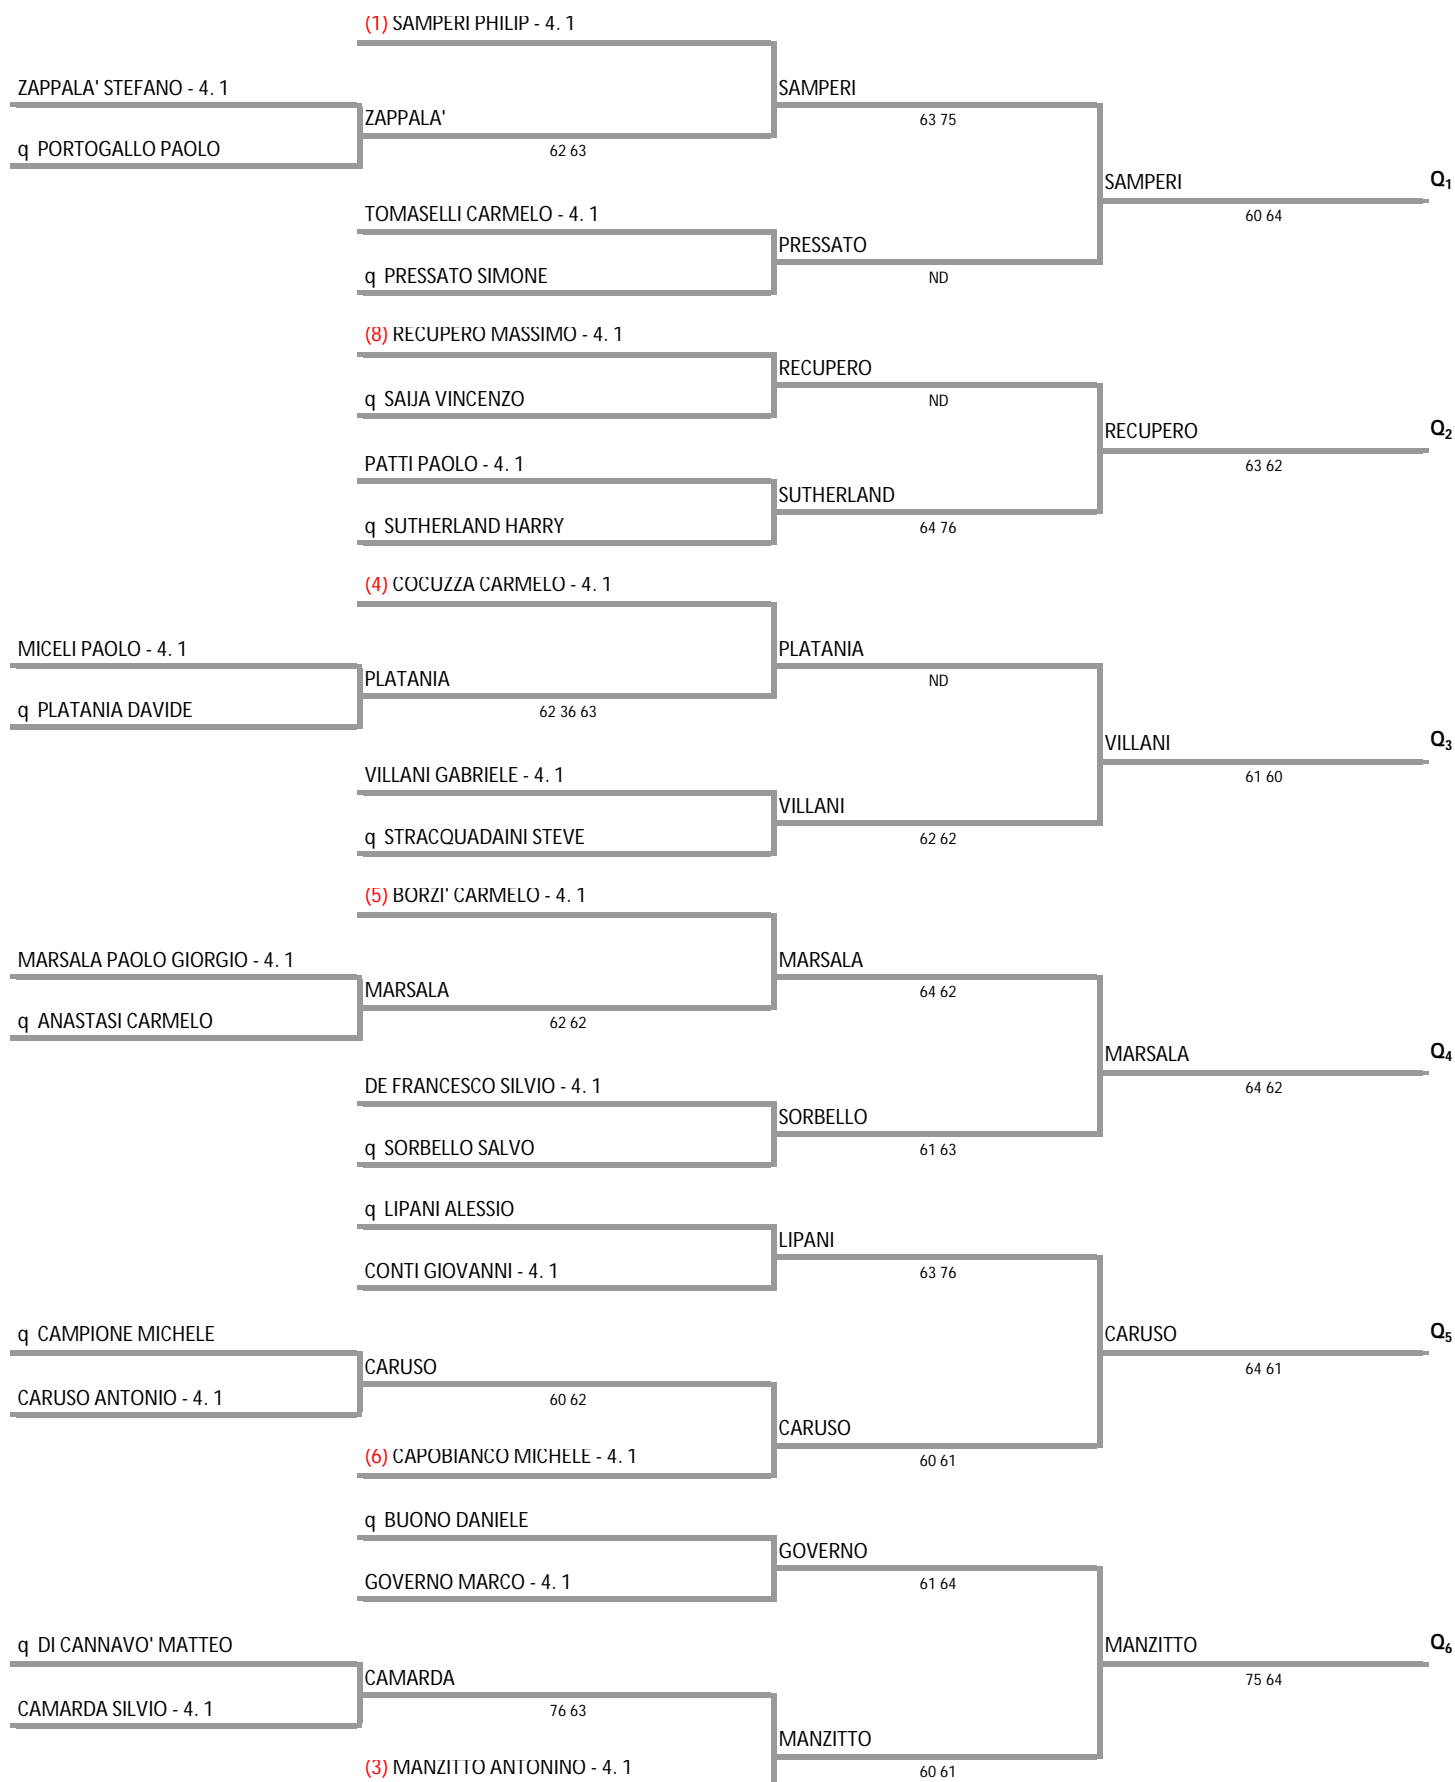 (1) SAMPERI PHILIP - 4. 1
ZAPPALA' STEFANO - 4. 1
SAMPERI
ZAPPALA'
63 75
q PORTOGALLO PAOLO
62 63
SAMPERI
Q1
60 64
TOMASELLI CARMELO - 4. 1
PRESSATO
q PRESSATO SIMONE
ND
(8) RECUPERO MASSIMO - 4. 1
RECUPERO
q SAIJA VINCENZO
ND
RECUPERO
Q2
PATTI PAOLO - 4. 1
63 62
SUTHERLAND
q SUTHERLAND HARRY
64 76
(4) COCUZZA CARMELO - 4. 1
MICELI PAOLO - 4. 1
PLATANIA
PLATANIA
ND
q PLATANIA DAVIDE
62 36 63
VILLANI
Q3
VILLANI GABRIELE - 4. 1
61 60
VILLANI
q STRACQUADAINI STEVE
62 62
(5) BORZI' CARMELO - 4. 1
MARSALA PAOLO GIORGIO - 4. 1
MARSALA
MARSALA
64 62
q ANASTASI CARMELO
62 62
MARSALA
Q4
DE FRANCESCO SILVIO - 4. 1
64 62
SORBELLO
q SORBELLO SALVO
61 63
q LIPANI ALESSIO
LIPANI
CONTI GIOVANNI - 4. 1
63 76
q CAMPIONE MICHELE
CARUSO
Q5
CARUSO
64 61
CARUSO ANTONIO - 4. 1
60 62
CARUSO
(6) CAPOBIANCO MICHELE - 4. 1
60 61
q BUONO DANIELE
GOVERNO
GOVERNO MARCO - 4. 1
61 64
q DI CANNAVO' MATTEO
MANZITTO
Q6
CAMARDA
75 64
CAMARDA SILVIO - 4. 1
76 63
MANZITTO
(3) MANZITTO ANTONINO - 4. 1
60 61